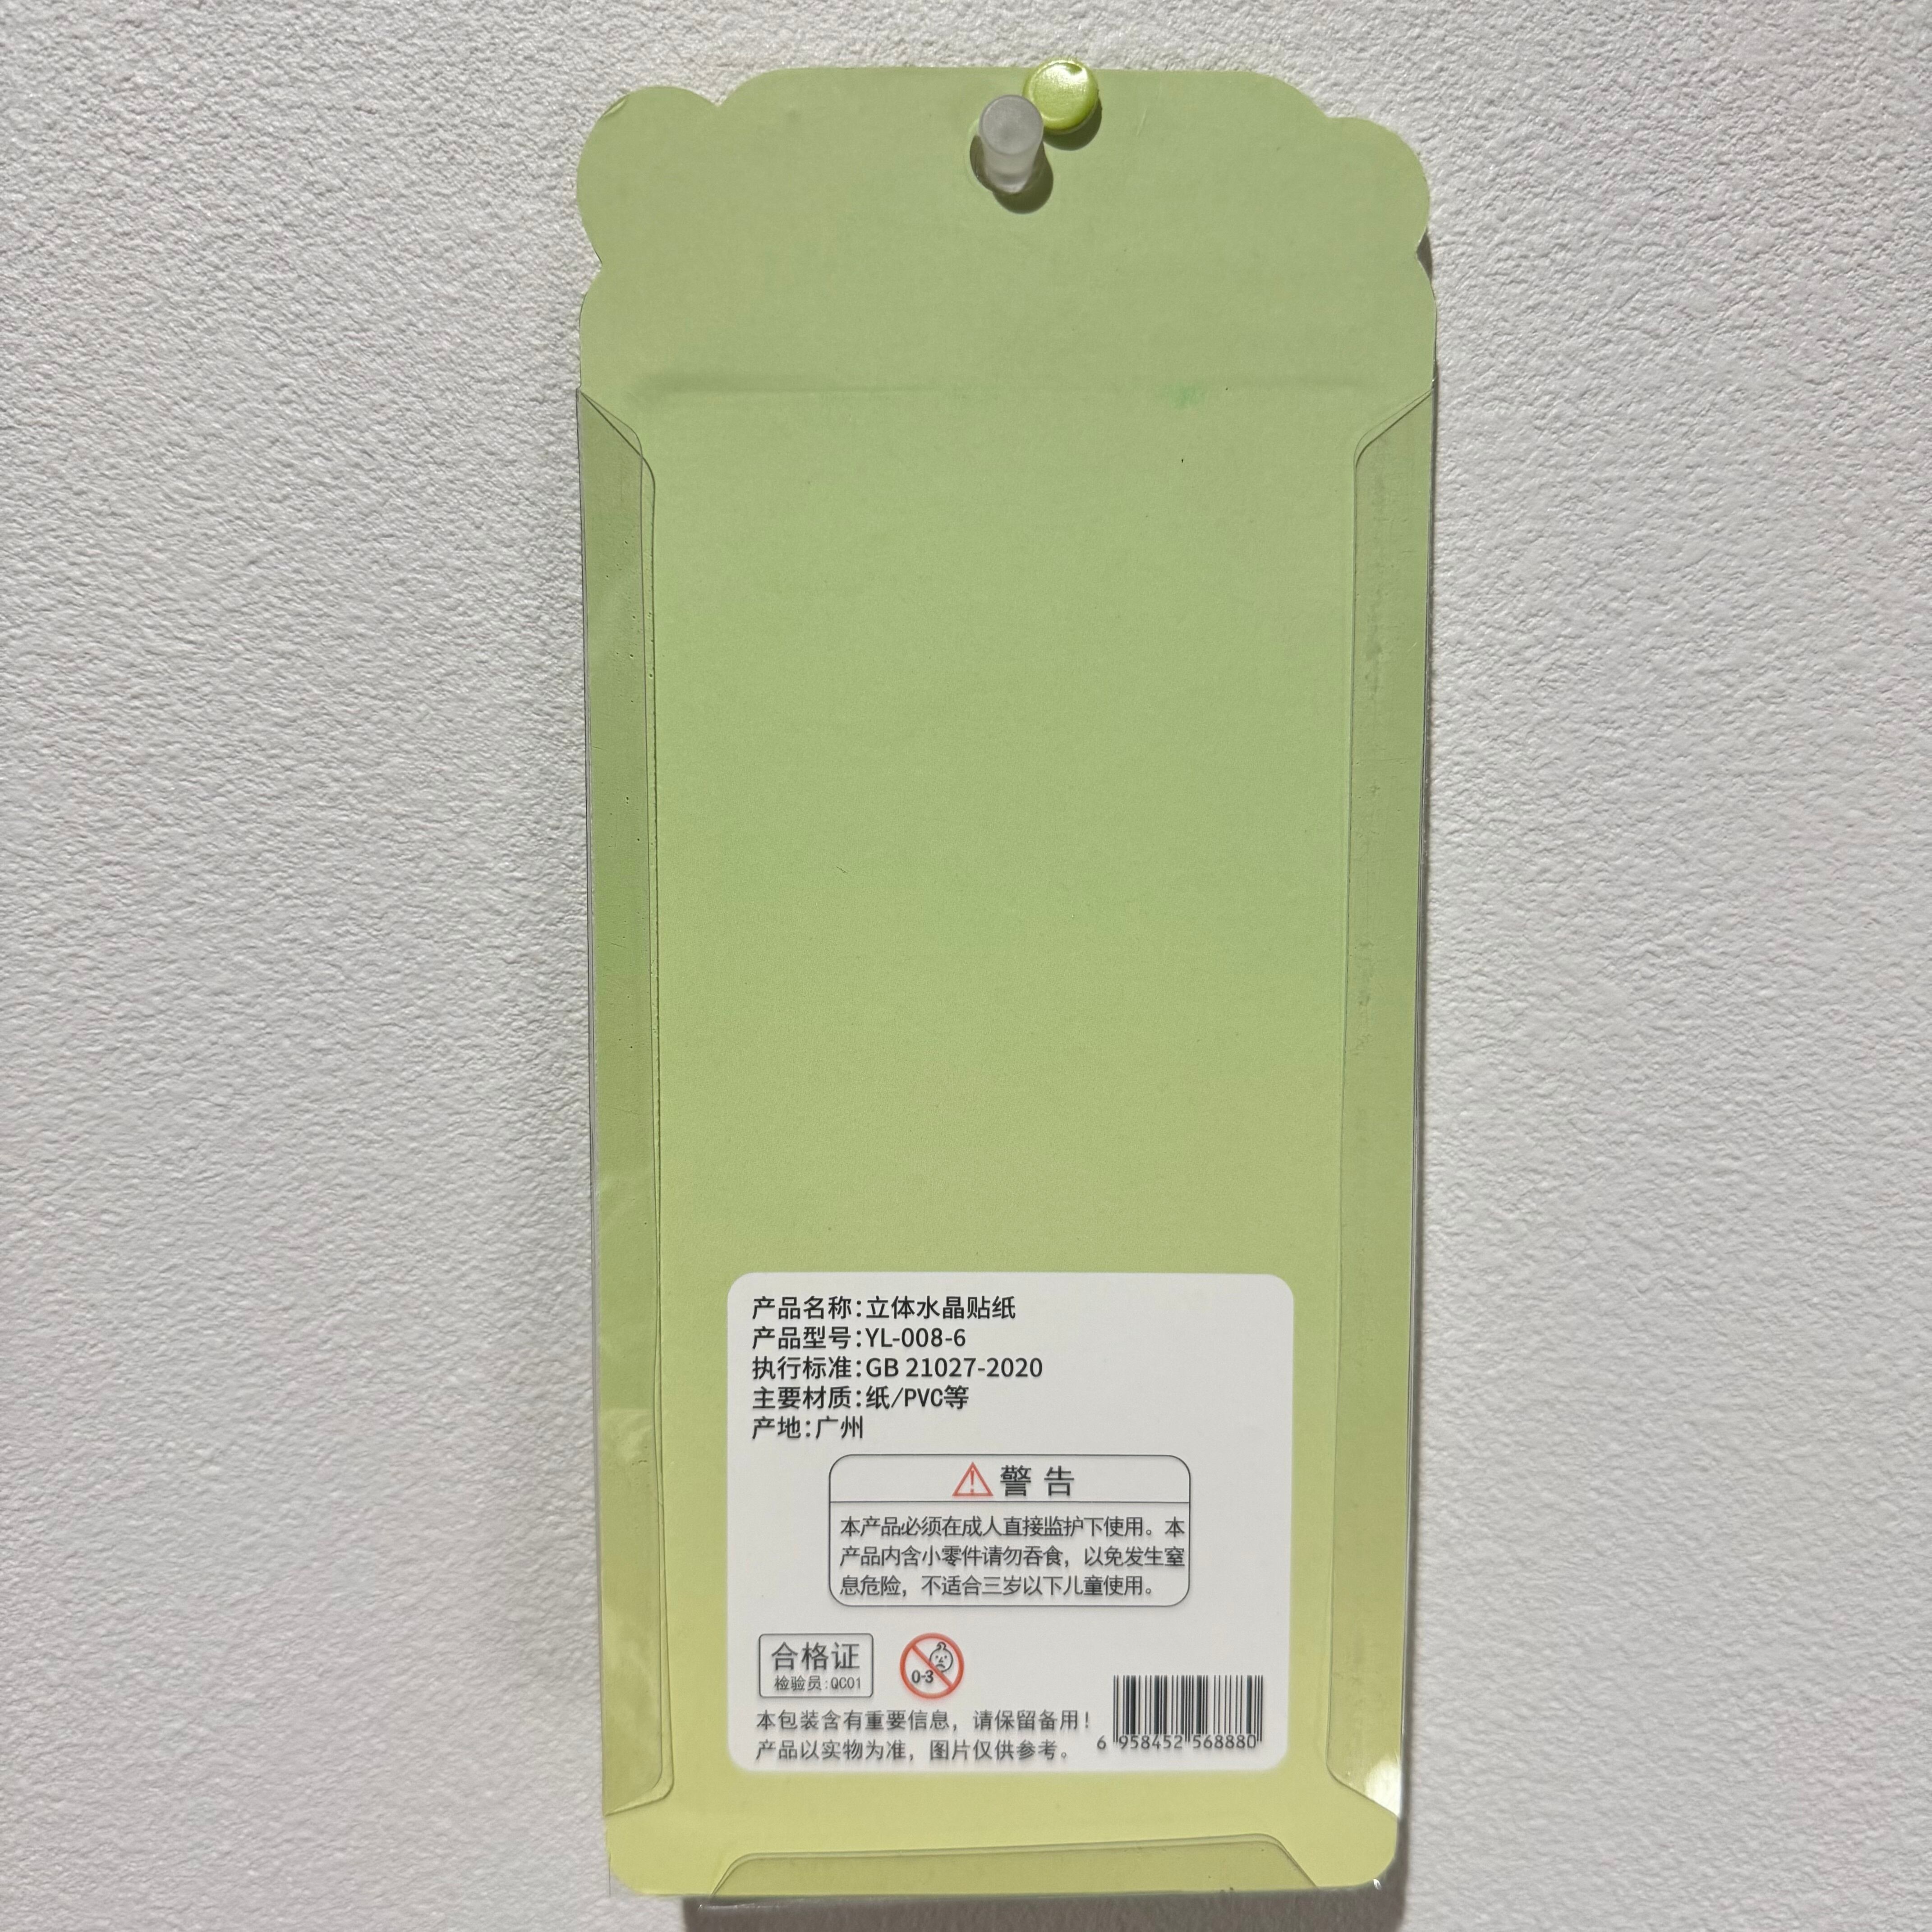 产品名称:立体水晶贴纸
产品型号:YL-008-6
执行标准:GB 21027-2020
主要材质:纸/PVC等
产地:广州
警告
本产品必须在成人直接监护下使用。本
产品内含小零件请勿吞食，以免发生窒
息危险，不适合三岁以下儿童使用。
合格证
检验员:QC01
0-3
本包装含有重要信息，请保留备用！
产品以实物为准，图片仅供参考。
6 958452 568880